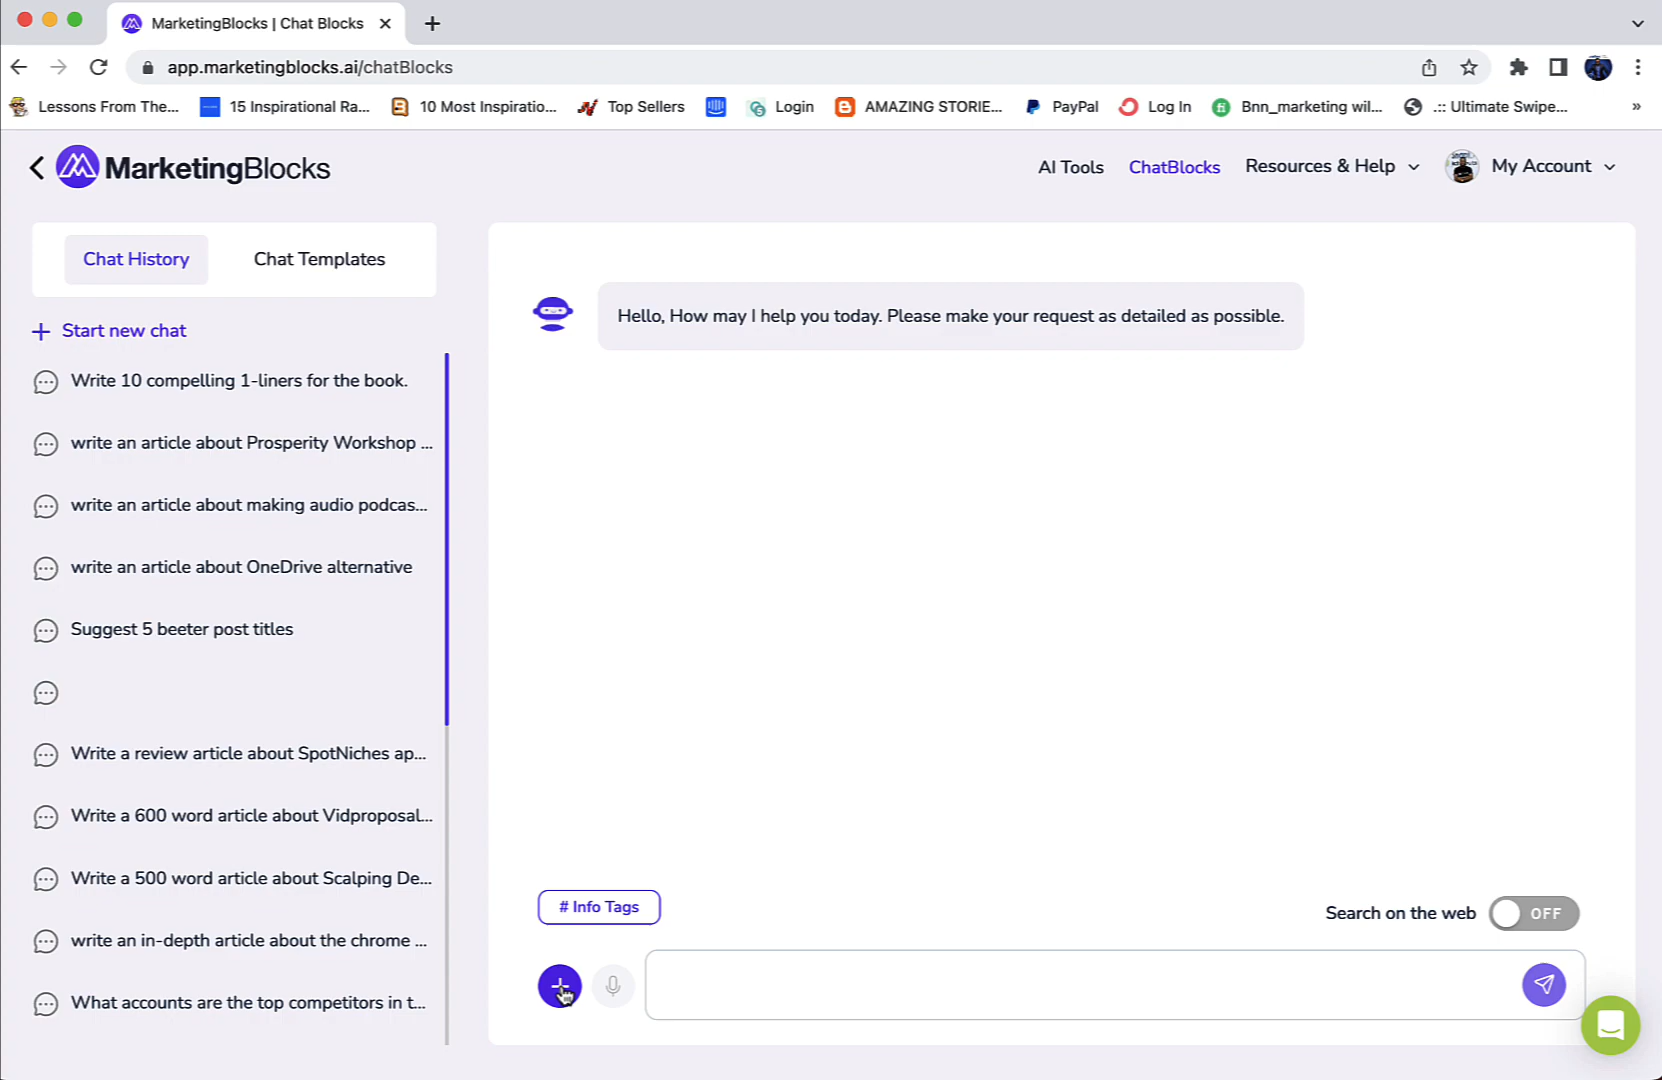 MarketingBlocks | Chat Blocks
app.marketingblocks.ai/chatBlocks
Lessons From The... 15 Inspirational Ra... 10 Most Inspiratio... Top Sellers Login AMAZING STORIE... PayPal Log In Bnn_marketing wil... .:: Ultimate Swipe... »
MarketingBlocks AI Tools ChatBlocks Resources & Help My Account
Chat History Chat Templates
Start new chat
Write 10 compelling 1-liners for the book.
write an article about Prosperity Workshop ...
write an article about making audio podcas...
write an article about OneDrive alternative
Suggest 5 beeter post titles
Write a review article about SpotNiches ap...
Write a 600 word article about Vidproposal...
Write a 500 word article about Scalping De...
write an in-depth article about the chrome ...
What accounts are the top competitors in t...
Hello, How may I help you today. Please make your request as detailed as possible.
# Info Tags
Search on the web OFF